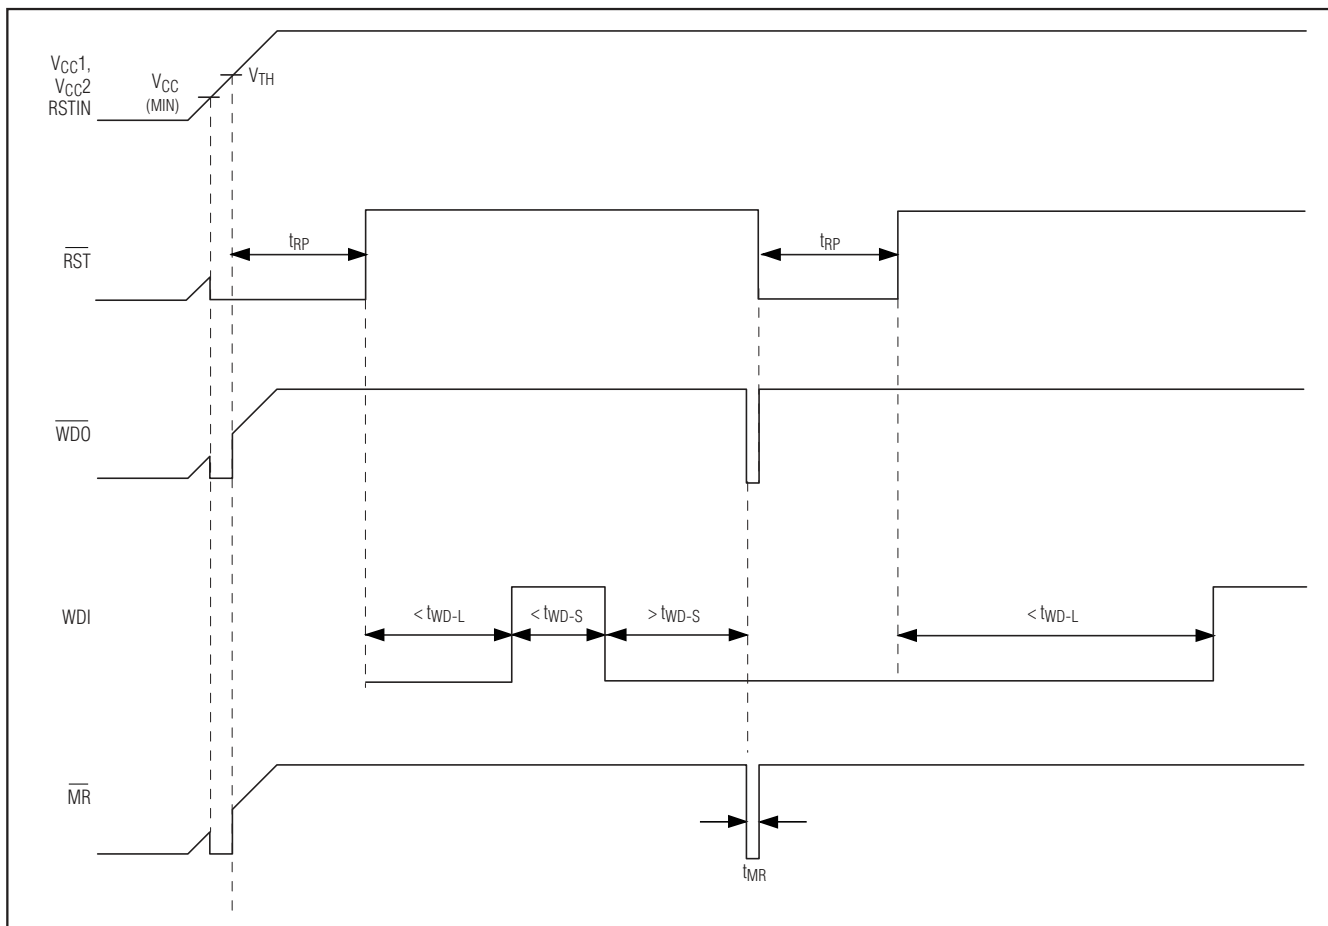 VCC1,
VCC2
RSTIN
VCC
(MIN)
VTH
RST
tRP
tRP
WDO
WDI
< tWD-L
< tWD-S
> tWD-S
< tWD-L
MR
tMR